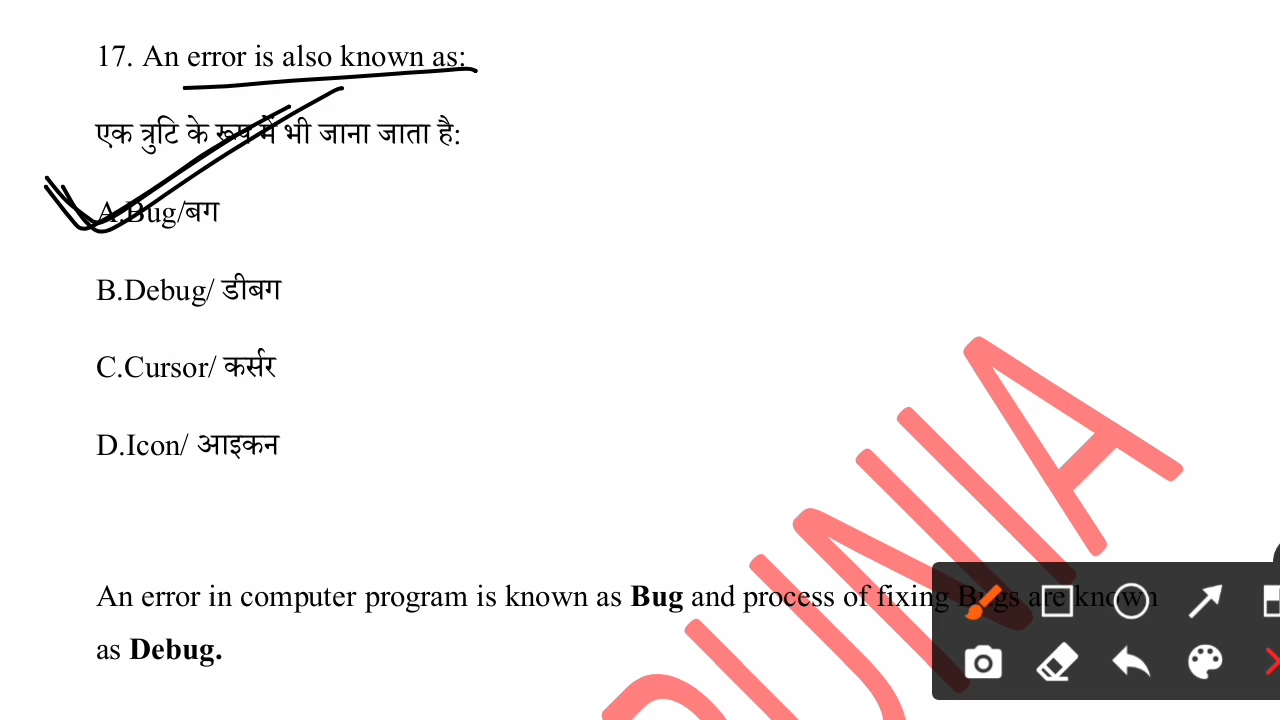 17. An error is also known as:
एक त्रुटि के रूप में भी जाना जाता है:
A.Bug/बग
B.Debug/ डीबग
C.Cursor/ कर्सर
D.Icon/ आइकन
An error in computer program is known as Bug and process of fixing Bugs are known
as Debug.
DUNIA